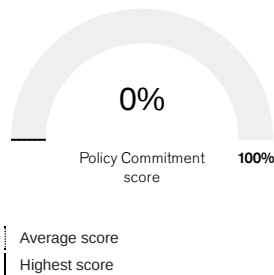 0%
Policy Commitment 100%
score
Average score
Highest score